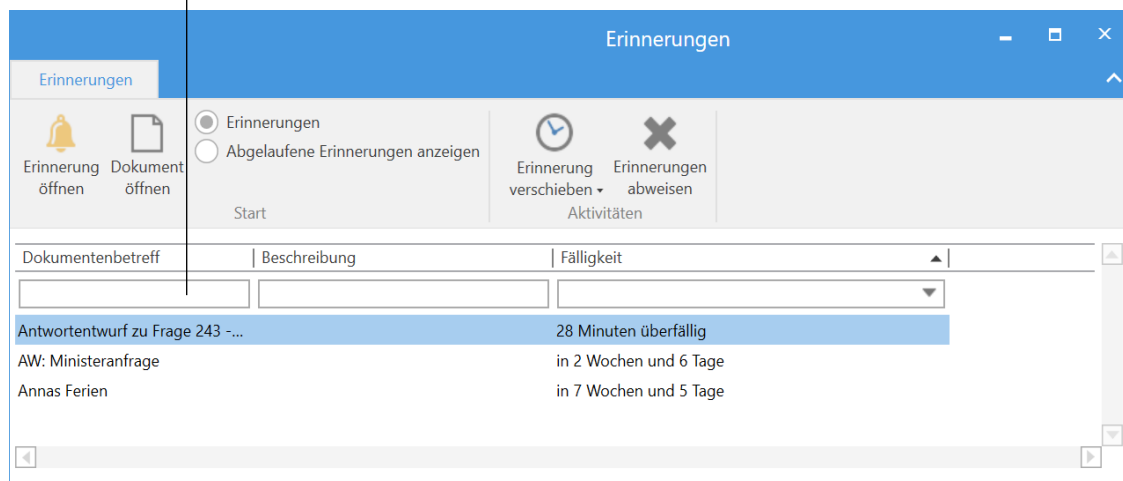 Erinnerungen
Erinnerungen
Erinnerung öffnen
Dokument öffnen
Erinnerungen
Abgelaufene Erinnerungen anzeigen
Start
Erinnerung verschieben
Erinnerungen abweisen
Aktivitäten
Dokumentenbetreff Beschreibung Fälligkeit
Antwortentwurf zu Frage 243 -... 28 Minuten überfällig
AW: Ministeranfrage in 2 Wochen und 6 Tage
Annas Ferien in 7 Wochen und 5 Tage